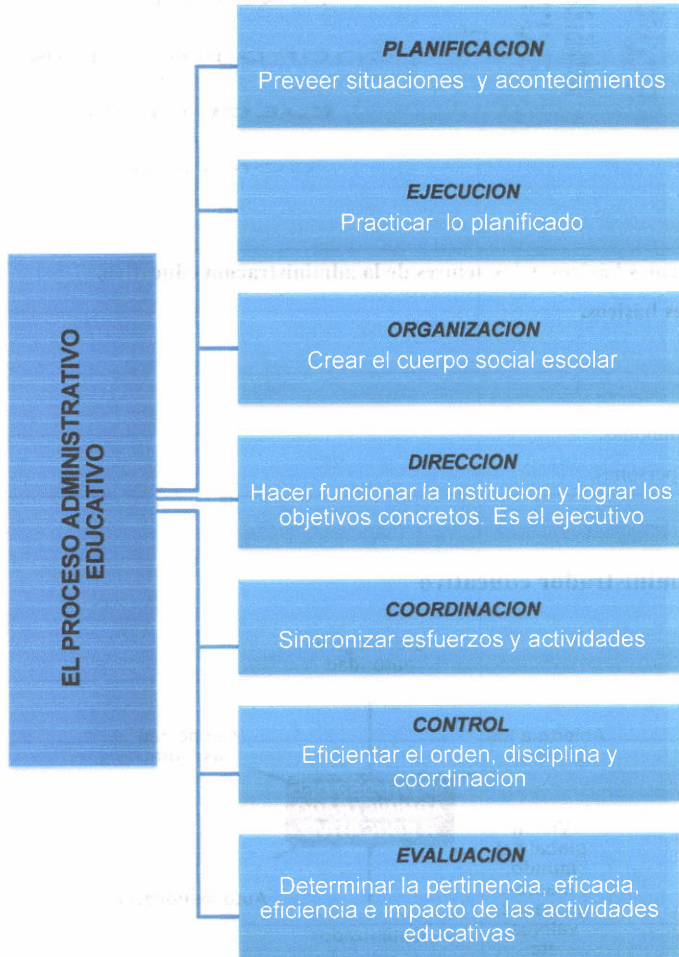 EL PROCESO ADMINISTRATIVO
EDUCATIVO
PLANIFICACION
Preveer situaciones y acontecimientos
EJECUCION
Practicar lo planificado
ORGANIZACION
Crear el cuerpo social escolar
DIRECCION
Hacer funcionar la institucion y lograr los
objetivos concretos. Es el ejecutivo
COORDINACION
Sincronizar esfuerzos y actividades
CONTROL
Eficientar el orden, disciplina y
coordinacion
EVALUACION
Determinar la pertinencia, eficacia,
eficiencia e impacto de las actividades
educativas